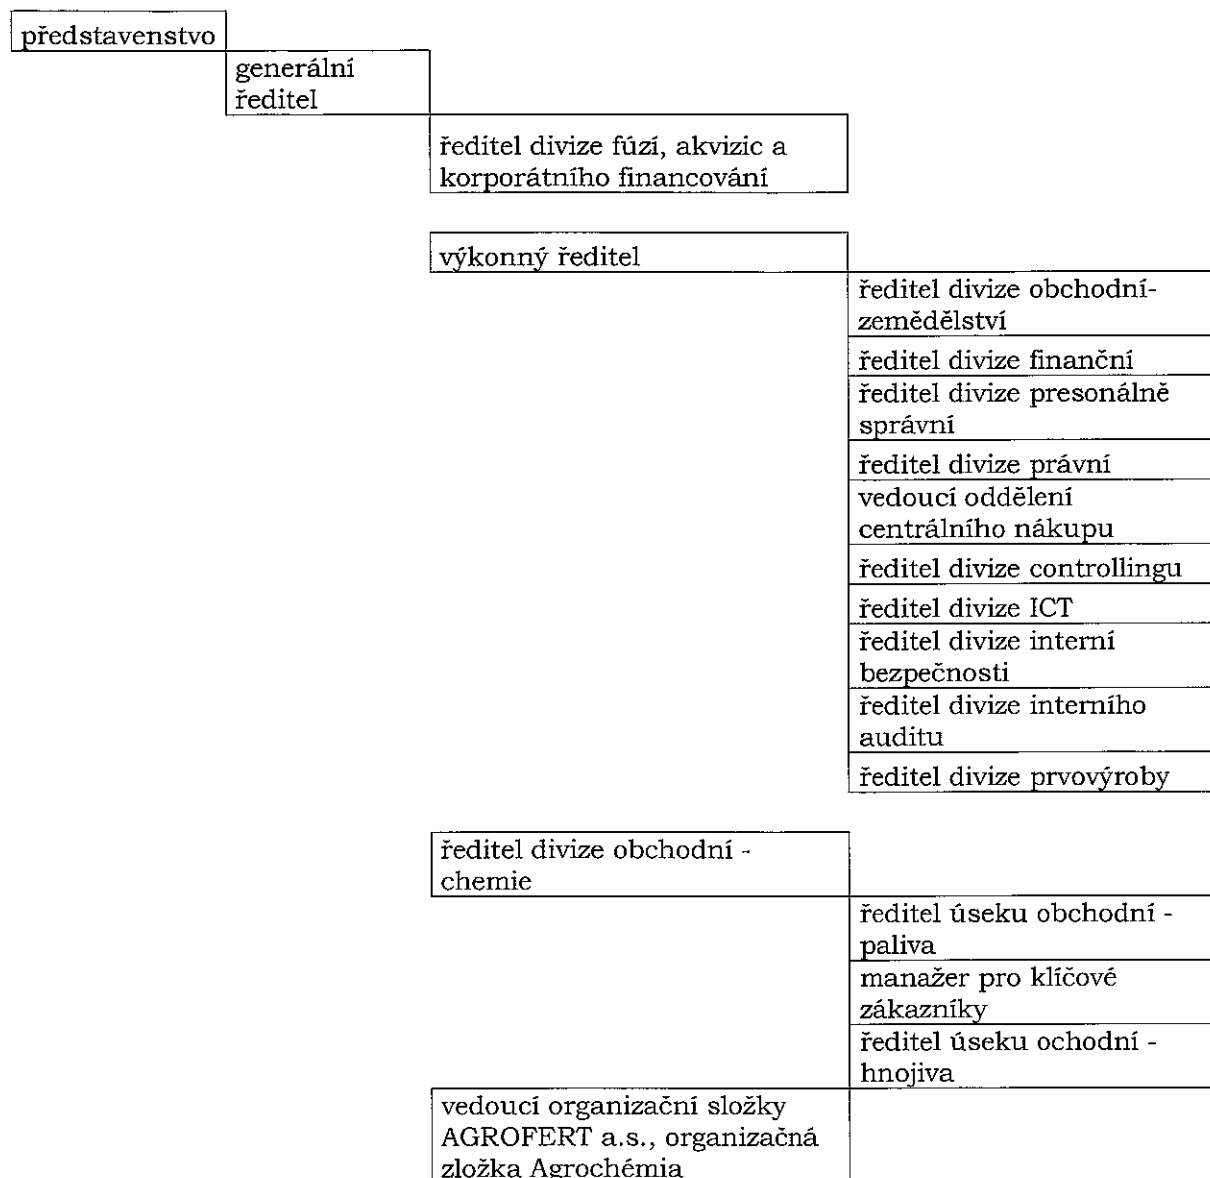 představenstvo
generální
ředitel
ředitel divize fúzí, akvizic a
korporátního financování
výkonný ředitel
ředitel divize obchodní-
zemědělství
ředitel divize finanční
ředitel divize presonálně
správní
ředitel divize právní
vedoucí oddělení
centrálního nákupu
ředitel divize controllingu
ředitel divize ICT
ředitel divize interní
bezpečnosti
ředitel divize interního
auditu
ředitel divize prvovýroby
ředitel divize obchodní -
chemie
ředitel úseku obchodní -
paliva
manažer pro klíčové
zákazníky
ředitel úseku ochodní -
hnojiva
vedoucí organizační složky
AGROFERT a.s., organizačná
zložka Agrochémia